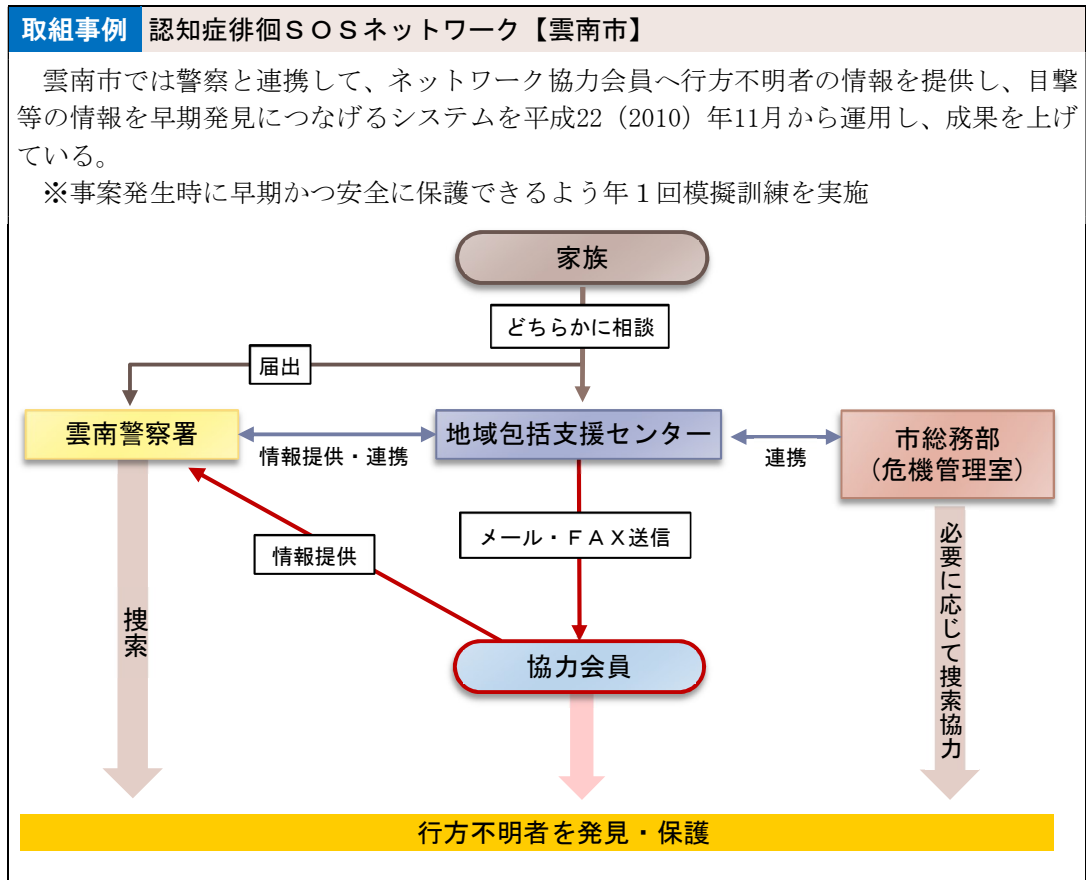 取組事例 認知症徘徊ＳＯＳネットワーク【雲南市】
雲南市では警察と連携して、ネットワーク協力会員へ行方不明者の情報を提供し、目撃
等の情報を早期発見につなげるシステムを平成22（2010）年11月から運用し、成果を上げ
ている。
※事案発生時に早期かつ安全に保護できるよう年１回模擬訓練を実施
家族
どちらかに相談
届出
雲南警察署
情報提供・連携
地域包括支援センター
連携
市総務部
（危機管理室）
メール・ＦＡＸ送信
情報提供
捜索
必要に応じて捜索協力
協力会員
行方不明者を発見・保護